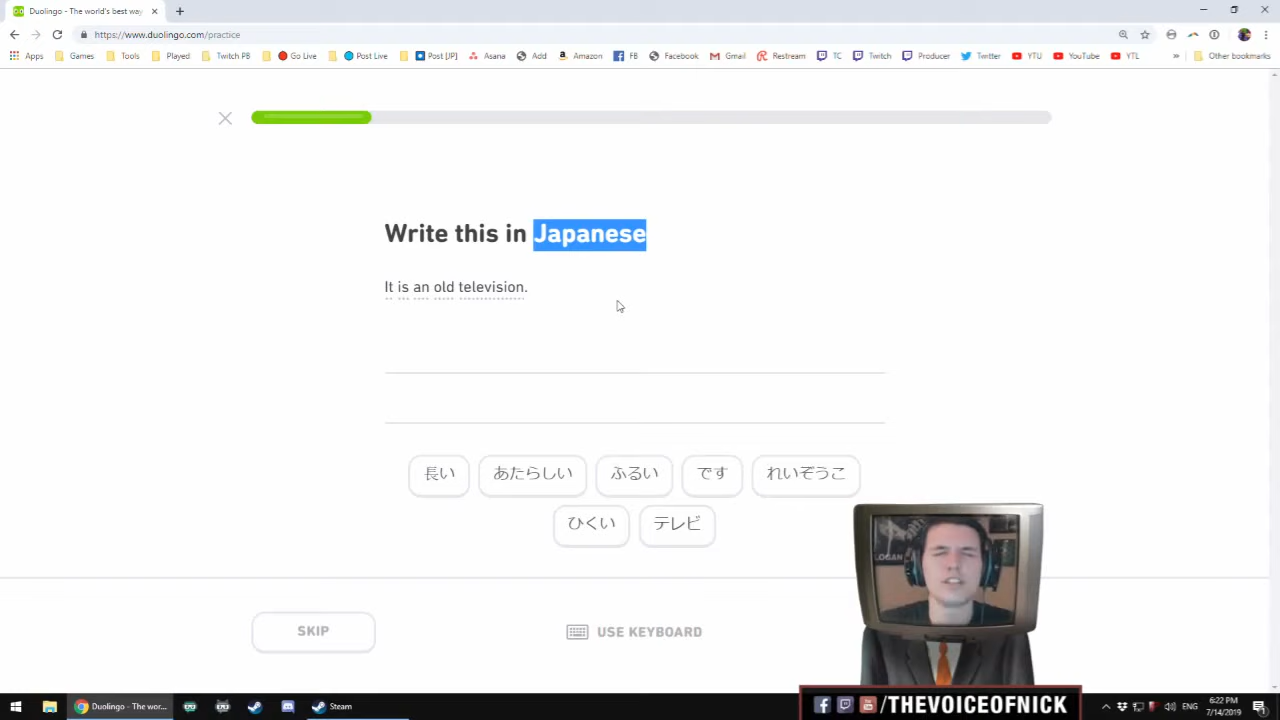 Duolingo - The world's best way
https://www.duolingo.com/practice
Apps Games Tools Played Twitch PB Go Live Post Live Post [JP] Asana Add Amazon FB Facebook Restream TC Twitch Producer Twitter YTU YouTube YTL » Other bookmarks
Write this in Japanese
It is an old television.
長い あたらしい ふるい です れいぞうこ
ひくい テレビ
LOGAN
SKIP USE KEYBOARD
/THEVOICEOFNICK
Duolingo - The wor... Steam
ENG
6:22 PM
7/14/2019